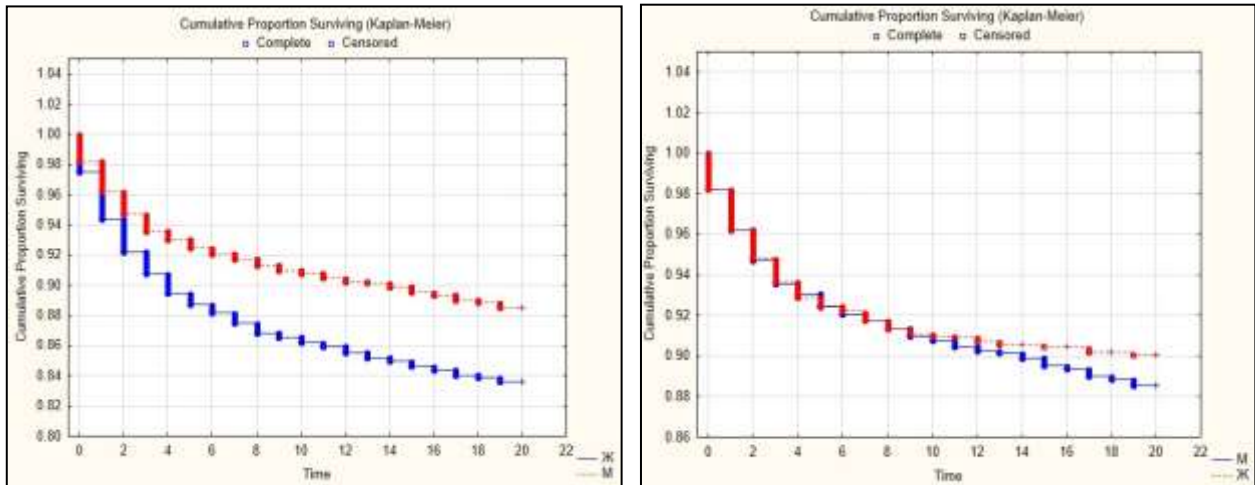 Cumulative Proportion Surviving (Kaplan-Meier)
Complete Censored
1.04
1.02
1.00
0.98
0.96
0.94
0.92
0.90
0.88
0.86
0.84
0.82
0.80
Cumulative Proportion Surviving
0 2 4 6 8 10 12 14 16 18 20 22
Time
Ж
М
Cumulative Proportion Surviving (Kaplan-Meier)
Complete Censored
1.04
1.02
1.00
0.98
0.96
0.94
0.92
0.90
0.88
0.86
Cumulative Proportion Surviving
0 2 4 6 8 10 12 14 16 18 20 22
Time
М
Ж